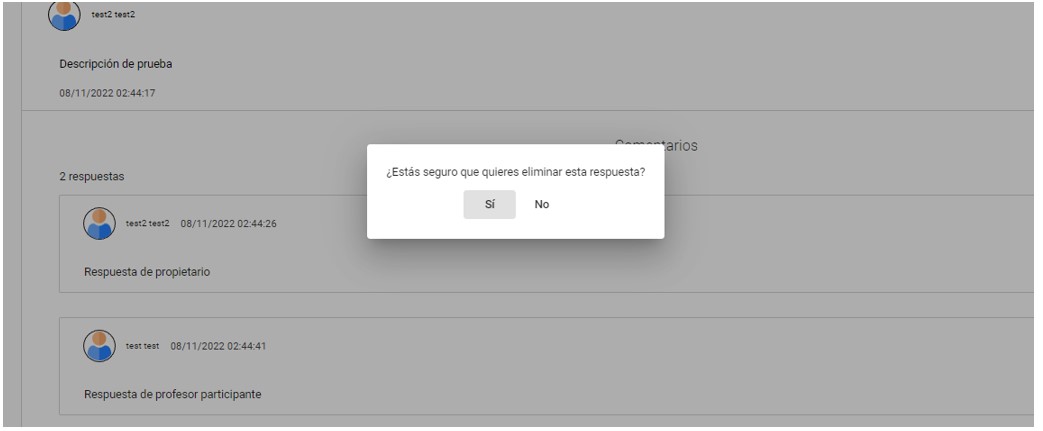 test2 test2
Descripción de prueba
08/11/2022 02:44:17
Comentarios
¿Estás seguro que quieres eliminar esta respuesta?
Sí No
2 respuestas
test2 test2 08/11/2022 02:44:26
Respuesta de propietario
test test 08/11/2022 02:44:41
Respuesta de profesor participante